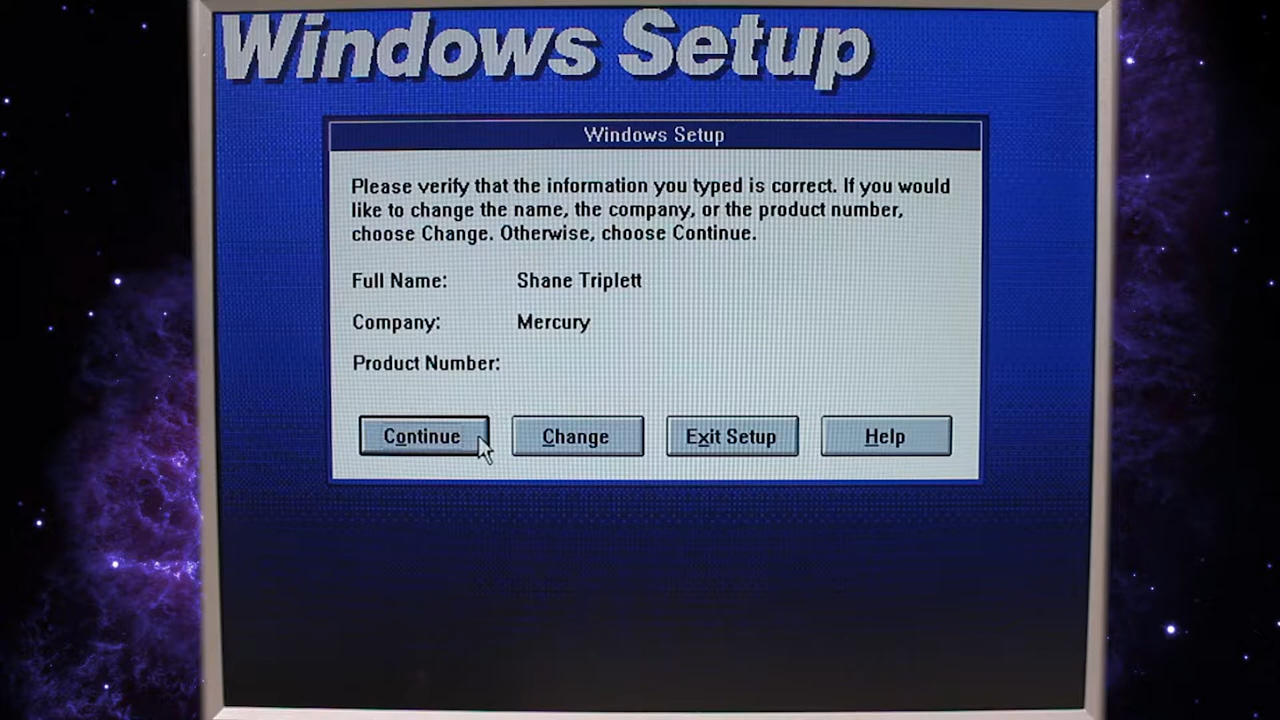 Windows Setup
Windows Setup
Please verify that the information you typed is correct. If you would
like to change the name, the company, or the product number,
choose Change. Otherwise, choose Continue.
Full Name: Shane Triplett
Company: Mercury
Product Number:
Continue Change Exit Setup Help